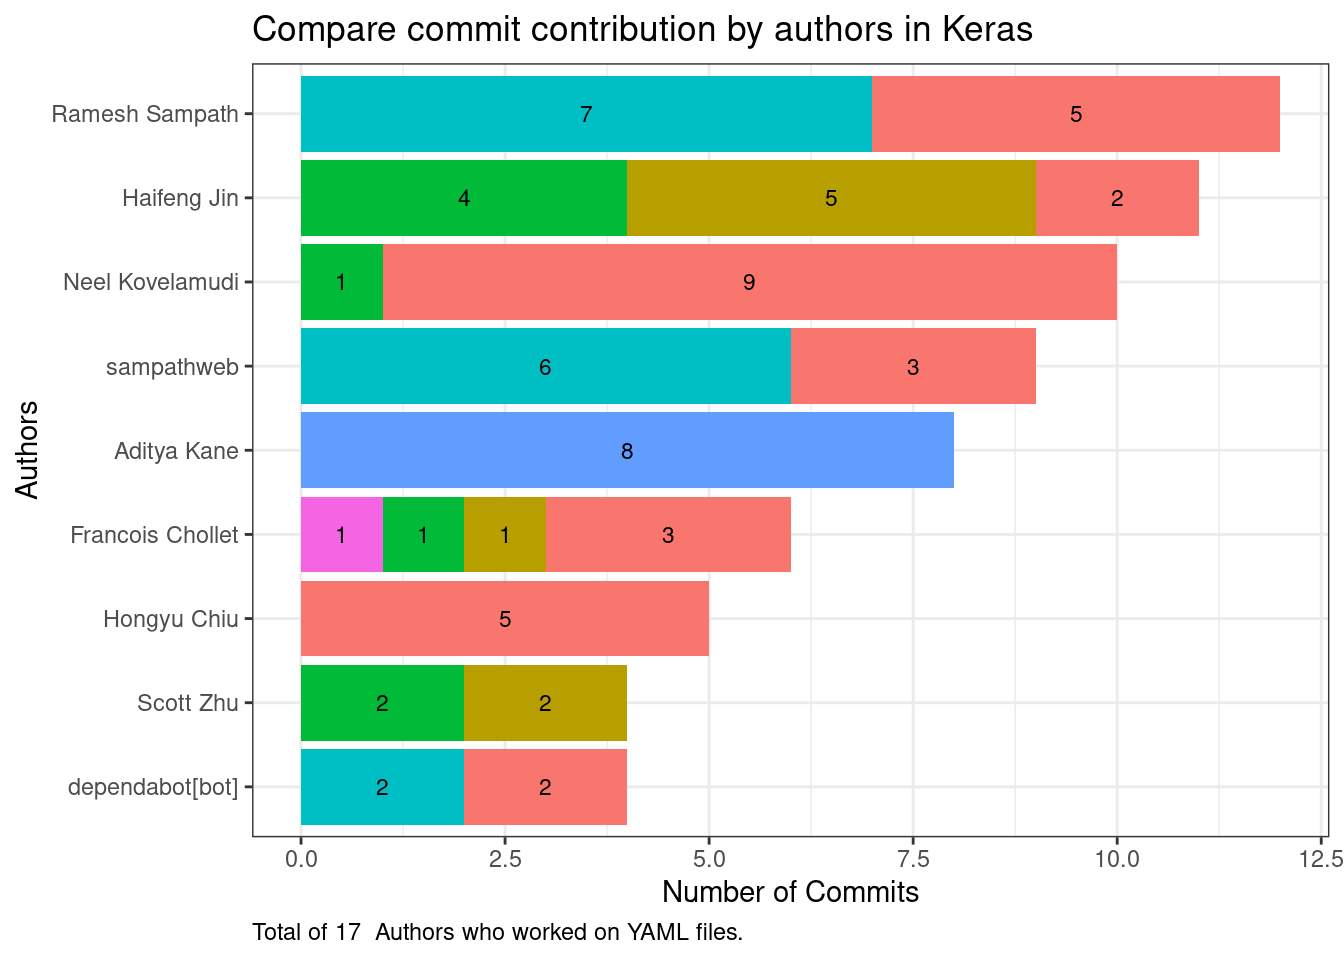 Compare commit contribution by authors in Keras
Authors
Ramesh Sampath 7 5
Haifeng Jin 4 5 2
Neel Kovelamudi 1 9
sampathweb 6 3
Aditya Kane 8
Francois Chollet 1 1 1 3
Hongyu Chiu 5
Scott Zhu 2 2
dependabot[bot] 2 2
0.0 2.5 5.0 7.5 10.0 12.5
Number of Commits
Total of 17  Authors who worked on YAML files.